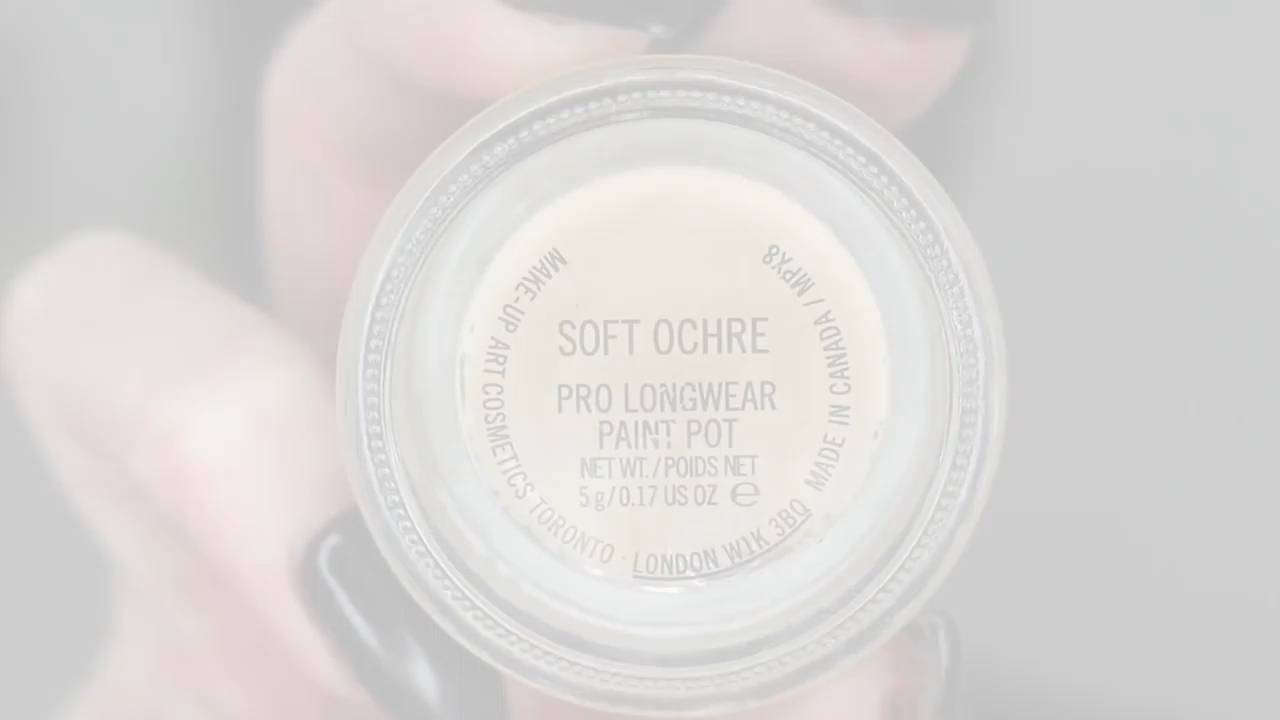 SOFT OCHRE
PRO LONGWEAR
PAINT POT
NET WT. / POIDS NET
5 g / 0.17 US OZ ℮
MAKE-UP ART COSMETICS TORONTO · LONDON W1K 3BQ MADE IN CANADA / MPX8